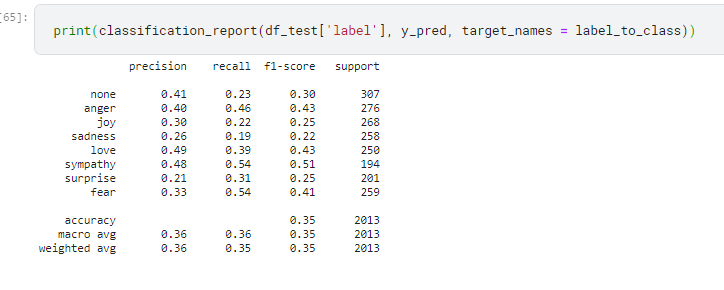 [65]:
print(classification_report(df_test['label'], y_pred, target_names = label_to_class))
precision recall f1-score support
none 0.41 0.23 0.30 307
anger 0.40 0.46 0.43 276
joy 0.30 0.22 0.25 268
sadness 0.26 0.19 0.22 258
love 0.49 0.39 0.43 250
sympathy 0.48 0.54 0.51 194
surprise 0.21 0.31 0.25 201
fear 0.33 0.54 0.41 259
accuracy 0.35 2013
macro avg 0.36 0.36 0.35 2013
weighted avg 0.36 0.35 0.35 2013